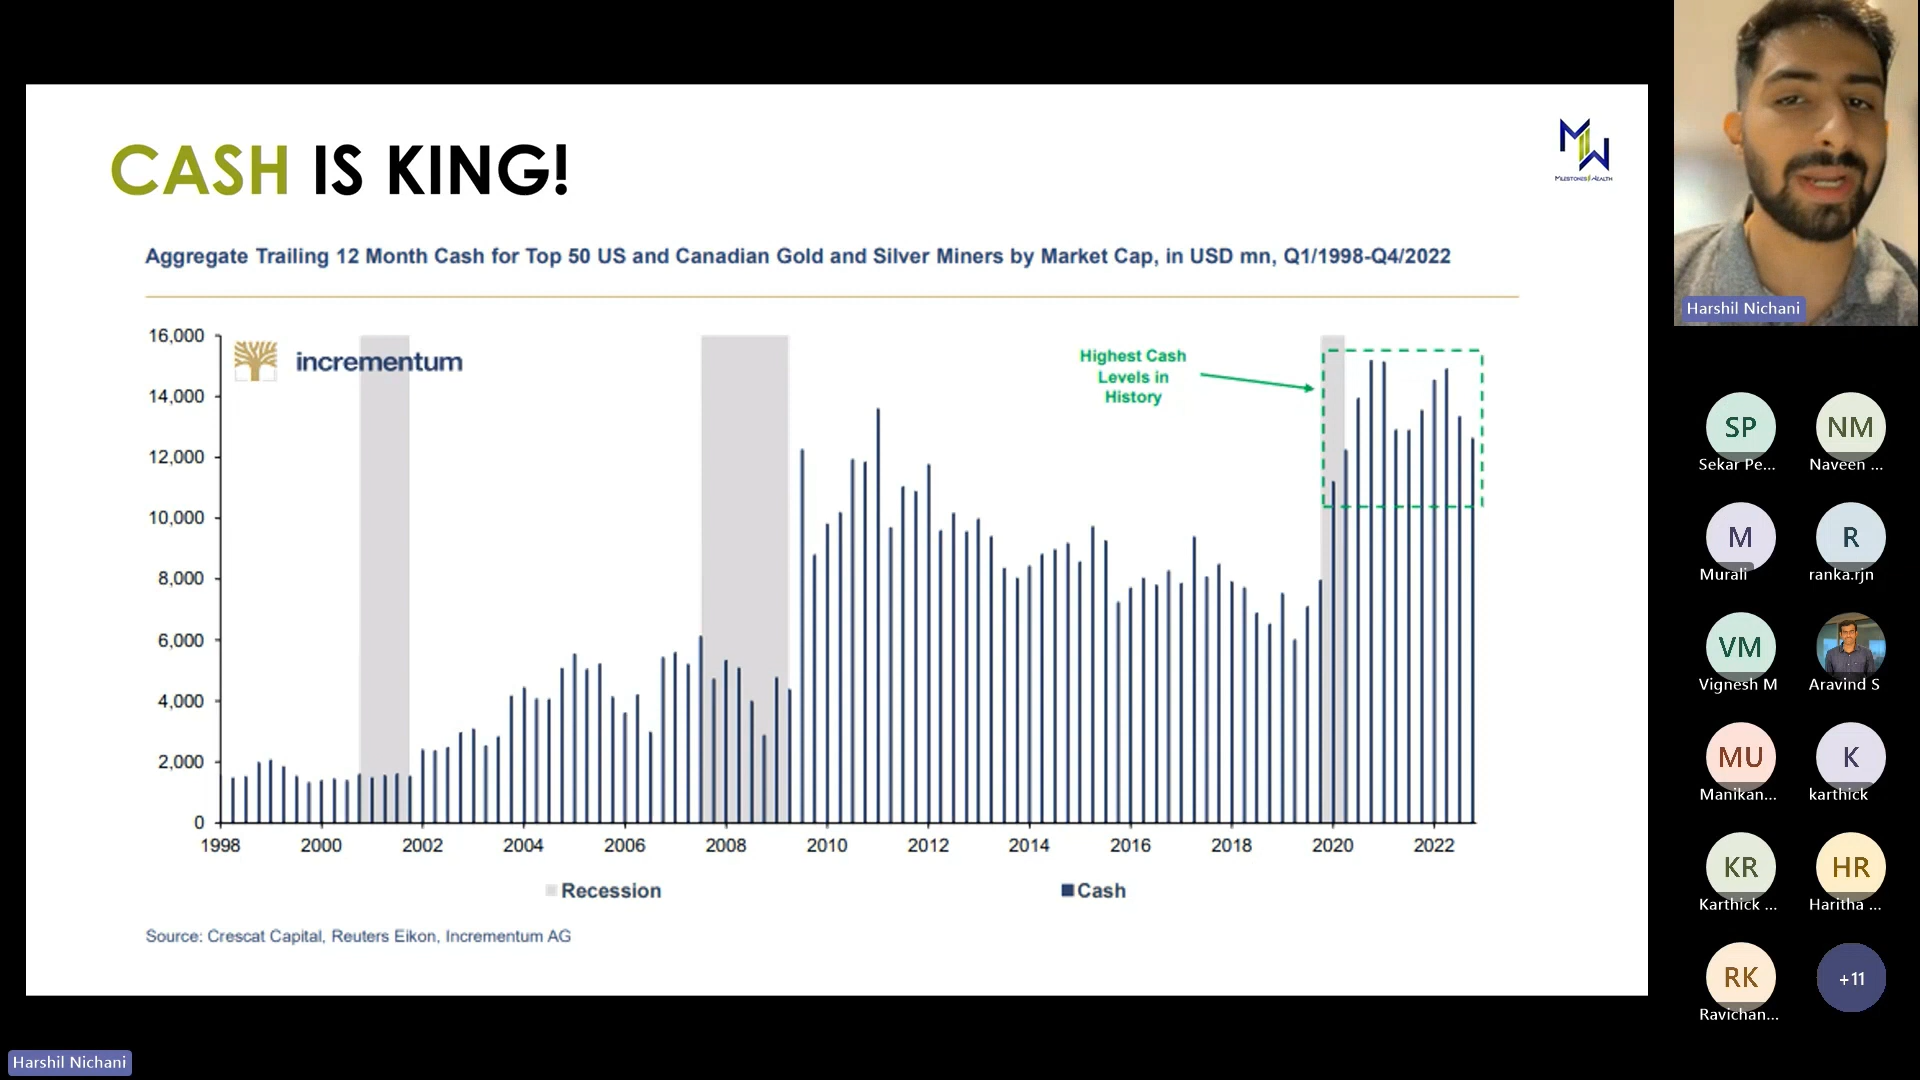 CASH IS KING!
MILESTONES WEALTH
Aggregate Trailing 12 Month Cash for Top 50 US and Canadian Gold and Silver Miners by Market Cap, in USD mn, Q1/1998-Q4/2022
incrementum
Highest Cash
Levels in
History
16,000
14,000
12,000
10,000
8,000
6,000
4,000
2,000
0
1998 2000 2002 2004 2006 2008 2010 2012 2014 2016 2018 2020 2022
Recession Cash
Source: Crescat Capital, Reuters Eikon, Incrementum AG
Harshil Nichani
Harshil Nichani
SP NM
Sekar Pe... Naveen ...
M R
Murali ranka.rjn
VM
Vignesh M Aravind S
MU K
Manikan... karthick
KR HR
Karthick ... Haritha ...
RK +11
Ravichan...